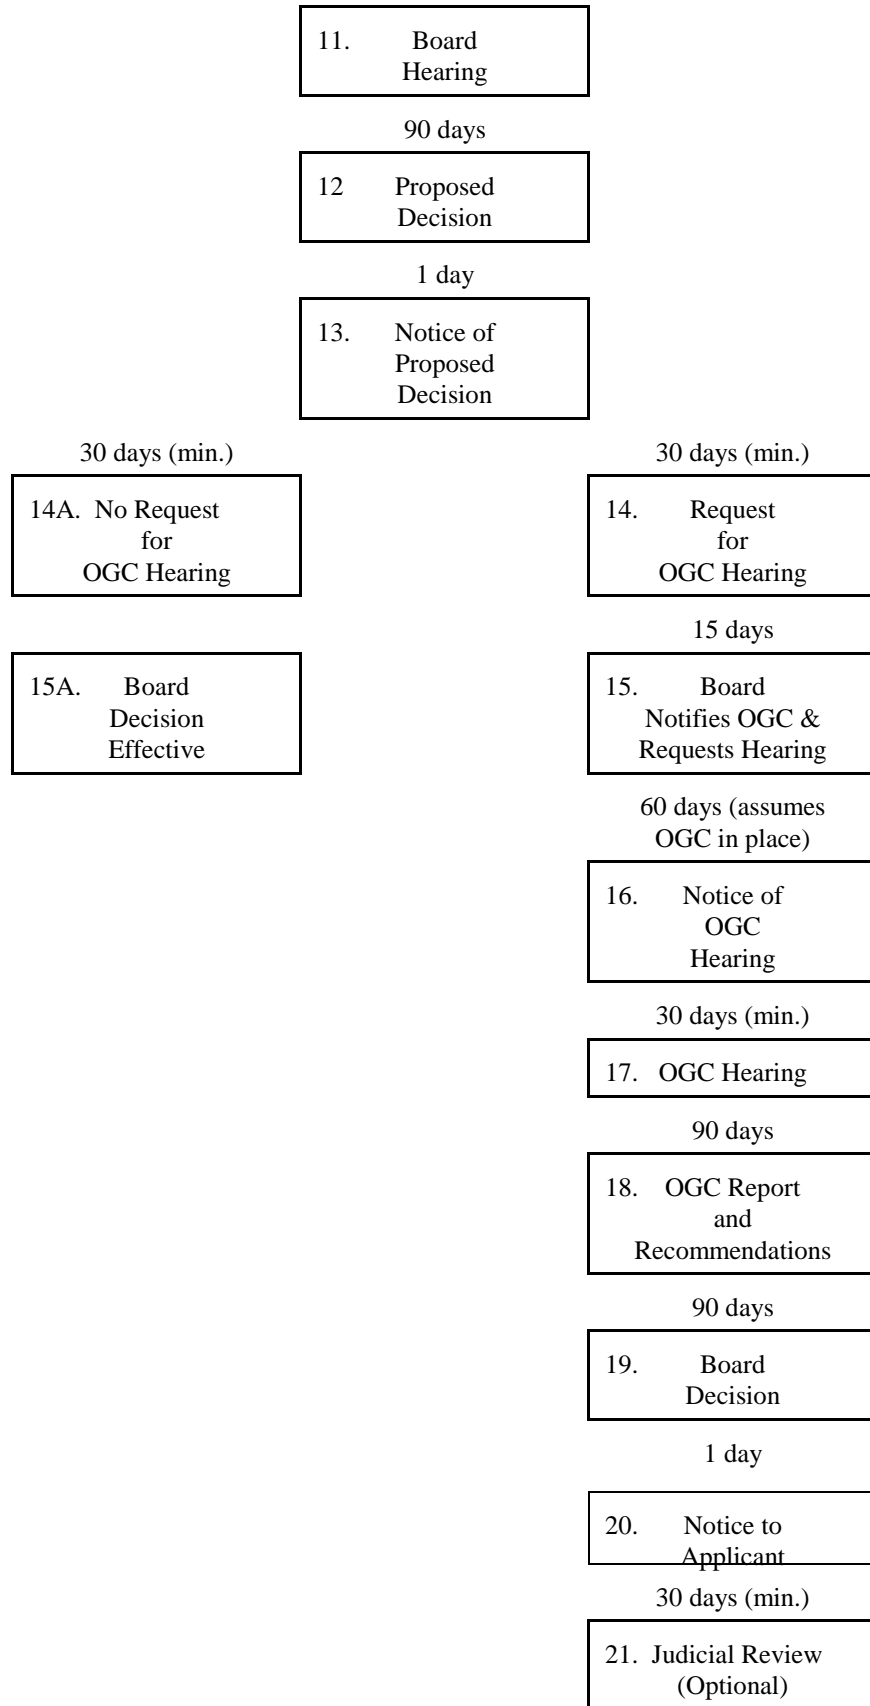 11. Board
Hearing
90 days
12 Proposed
Decision
1 day
13. Notice of
Proposed
Decision
30 days (min.)
14A. No Request
for
OGC Hearing
15A. Board
Decision
Effective
30 days (min.)
14. Request
for
OGC Hearing
15 days
15. Board
Notifies OGC &
Requests Hearing
60 days (assumes
OGC in place)
16. Notice of
OGC
Hearing
30 days (min.)
17. OGC Hearing
90 days
18. OGC Report
and
Recommendations
90 days
19. Board
Decision
1 day
20. Notice to
Applicant
30 days (min.)
21. Judicial Review
(Optional)